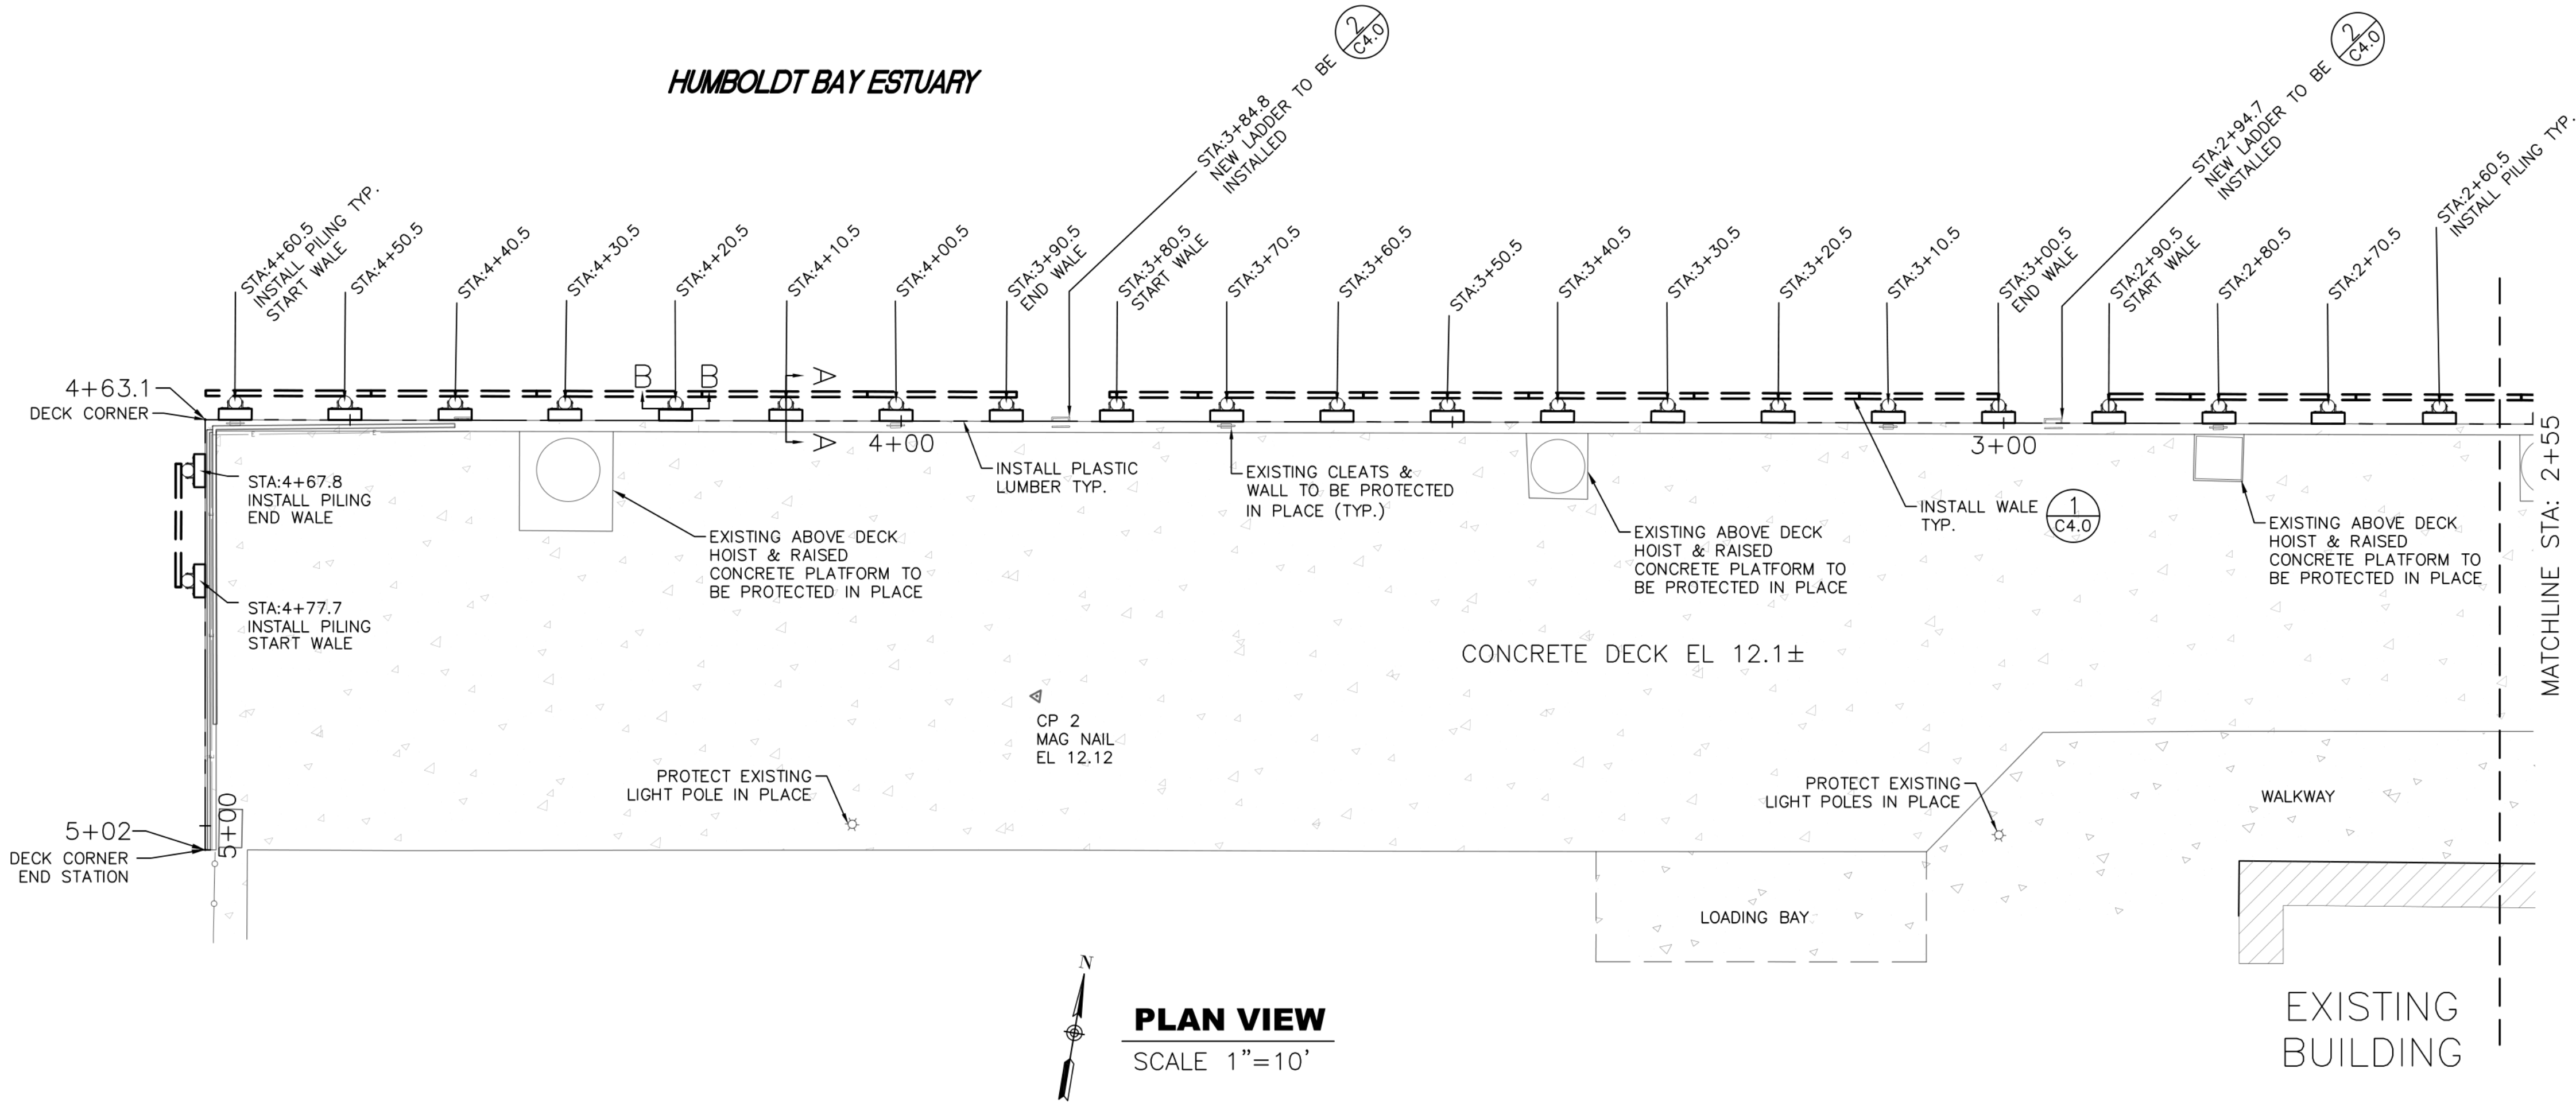 HUMBOLDT BAY ESTUARY
2
C4.0
2
C4.0
STA:4+60.5
INSTALL PILING TYP.
START WALE
STA:4+50.5
STA:4+40.5
STA:4+30.5
STA:4+20.5
STA:4+10.5
STA:4+00.5
STA:3+90.5
END WALE
STA:3+84.8
NEW LADDER TO BE
INSTALLED
STA:3+80.5
START WALE
STA:3+70.5
STA:3+60.5
STA:3+50.5
STA:3+40.5
STA:3+30.5
STA:3+20.5
STA:3+10.5
STA:3+00.5
END WALE
STA:2+94.7
NEW LADDER TO BE
INSTALLED
STA:2+90.5
START WALE
STA:2+80.5
STA:2+70.5
STA:2+60.5
INSTALL PILING TYP.
4+63.1
DECK CORNER
B
B
A
A
E
E
4+00
3+00
STA:4+67.8
INSTALL PILING
END WALE
STA:4+77.7
INSTALL PILING
START WALE
EXISTING ABOVE DECK
HOIST & RAISED
CONCRETE PLATFORM TO
BE PROTECTED IN PLACE
INSTALL PLASTIC
LUMBER TYP.
EXISTING CLEATS &
WALL TO BE PROTECTED
IN PLACE (TYP.)
EXISTING ABOVE DECK
HOIST & RAISED
CONCRETE PLATFORM TO
BE PROTECTED IN PLACE
INSTALL WALE
TYP.
1
C4.0
EXISTING ABOVE DECK
HOIST & RAISED
CONCRETE PLATFORM TO
BE PROTECTED IN PLACE
MATCHLINE STA: 2+55
CONCRETE DECK EL 12.1±
CP 2
MAG NAIL
EL 12.12
PROTECT EXISTING
LIGHT POLE IN PLACE
PROTECT EXISTING
LIGHT POLES IN PLACE
WALKWAY
5+00
5+02
DECK CORNER
END STATION
LOADING BAY
EXISTING
BUILDING
N
PLAN VIEW
SCALE 1"=10'